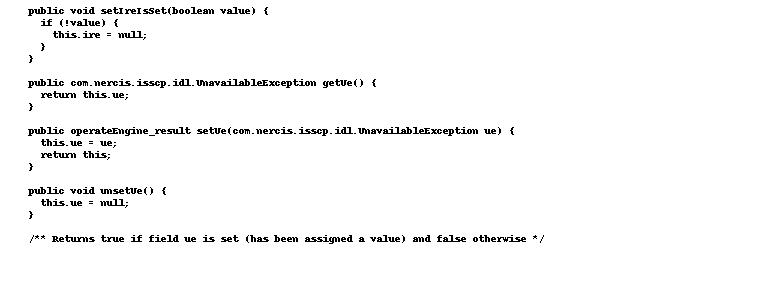 public void setIreIsSet(boolean value) {
if (!value) {
this.ire = null;
}
}
public com.nercis.isscp.idl.UnavailableException getUe() {
return this.ue;
}
public operateEngine_result setUe(com.nercis.isscp.idl.UnavailableException ue) {
this.ue = ue;
return this;
}
public void unsetUe() {
this.ue = null;
}
/** Returns true if field ue is set (has been assigned a value) and false otherwise */